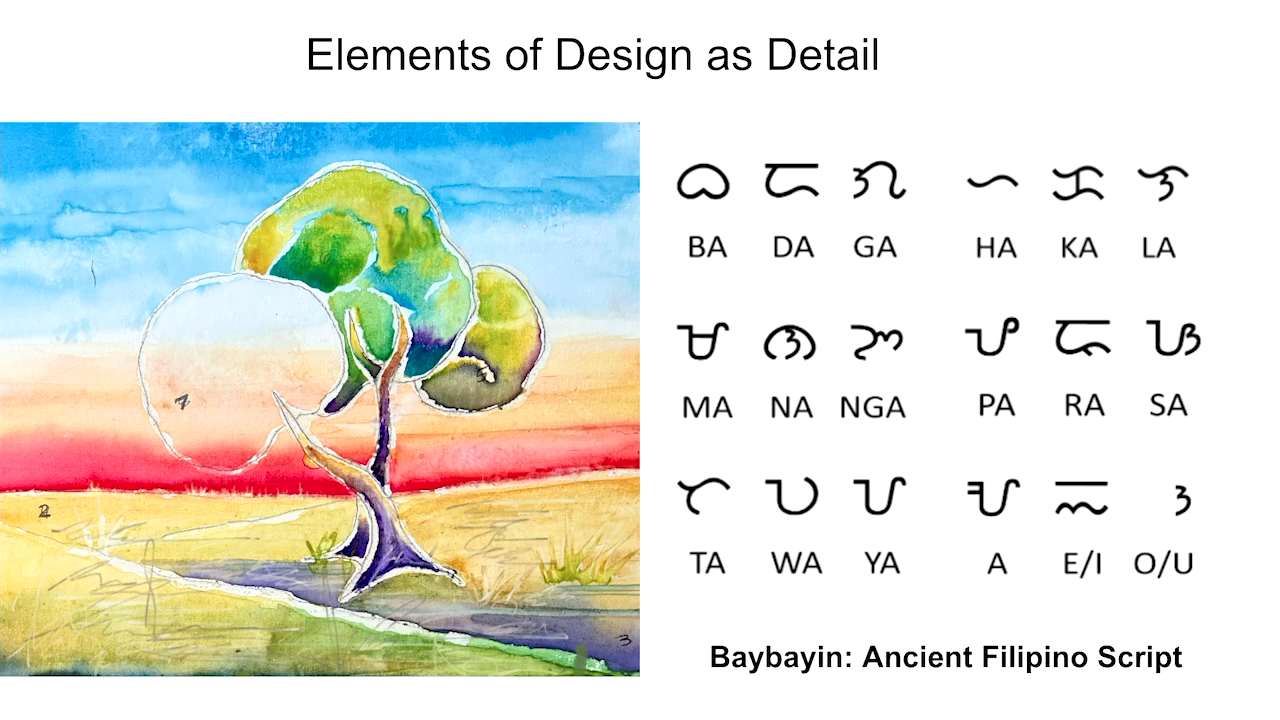 Elements of Design as Detail
ᜊ ᜇ ᜄ ᜑ ᜃ ᜎ
BA DA GA HA KA LA
ᜋ ᜈ ᜅ ᜉ ᜍ ᜐ
MA NA NGA PA RA SA
ᜆ ᜏ ᜌ ᜀ ᜁ ᜂ
TA WA YA A E/I O/U
3
Baybayin: Ancient Filipino Script